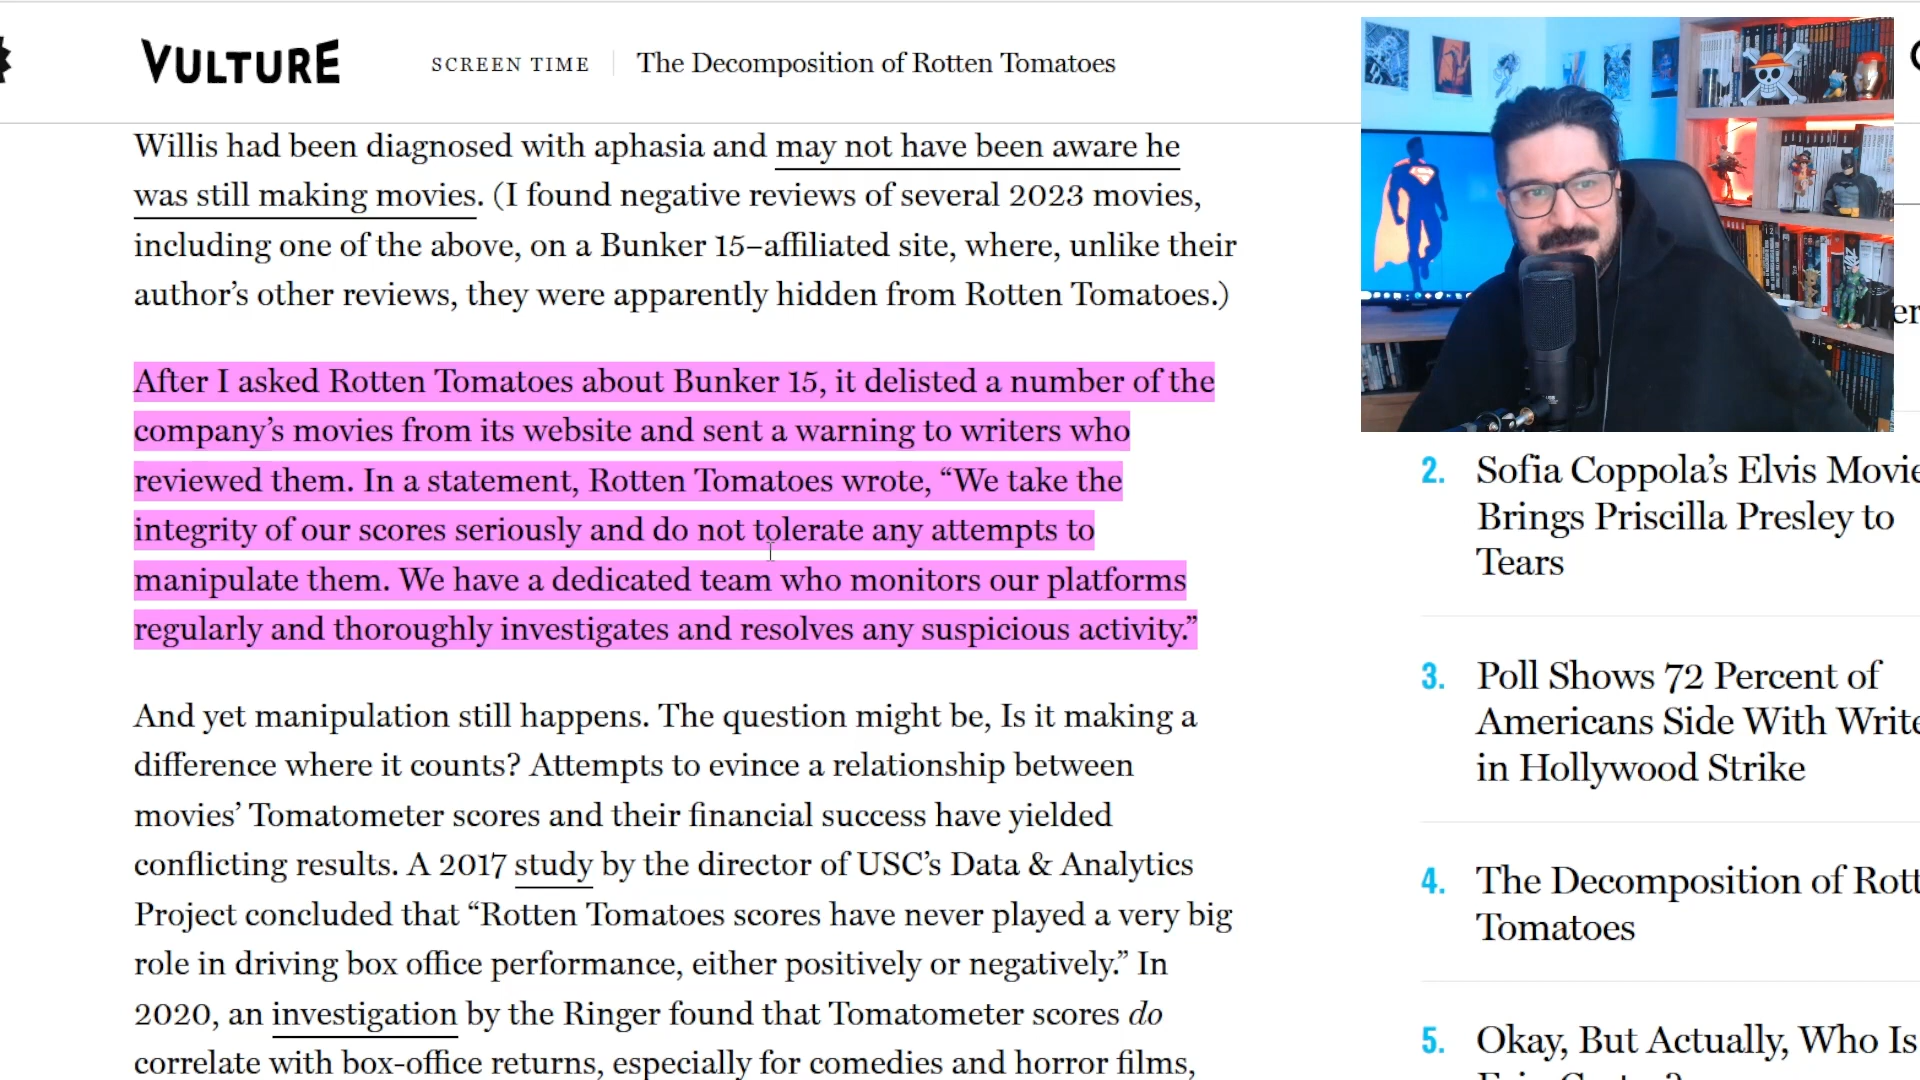 VULTURE
SCREEN TIME
The Decomposition of Rotten Tomatoes
Willis had been diagnosed with aphasia and may not have been aware he
was still making movies. (I found negative reviews of several 2023 movies,
including one of the above, on a Bunker 15–affiliated site, where, unlike their
author’s other reviews, they were apparently hidden from Rotten Tomatoes.)
After I asked Rotten Tomatoes about Bunker 15, it delisted a number of the
company’s movies from its website and sent a warning to writers who
reviewed them. In a statement, Rotten Tomatoes wrote, “We take the
integrity of our scores seriously and do not tolerate any attempts to
manipulate them. We have a dedicated team who monitors our platforms
regularly and thoroughly investigates and resolves any suspicious activity.”
And yet manipulation still happens. The question might be, Is it making a
difference where it counts? Attempts to evince a relationship between
movies’ Tomatometer scores and their financial success have yielded
conflicting results. A 2017 study by the director of USC’s Data & Analytics
Project concluded that “Rotten Tomatoes scores have never played a very big
role in driving box office performance, either positively or negatively.” In
2020, an investigation by the Ringer found that Tomatometer scores do
correlate with box-office returns, especially for comedies and horror films,
er
2. Sofia Coppola’s Elvis Movie
Brings Priscilla Presley to
Tears
3. Poll Shows 72 Percent of
Americans Side With Write
in Hollywood Strike
4. The Decomposition of Rott
Tomatoes
5. Okay, But Actually, Who Is